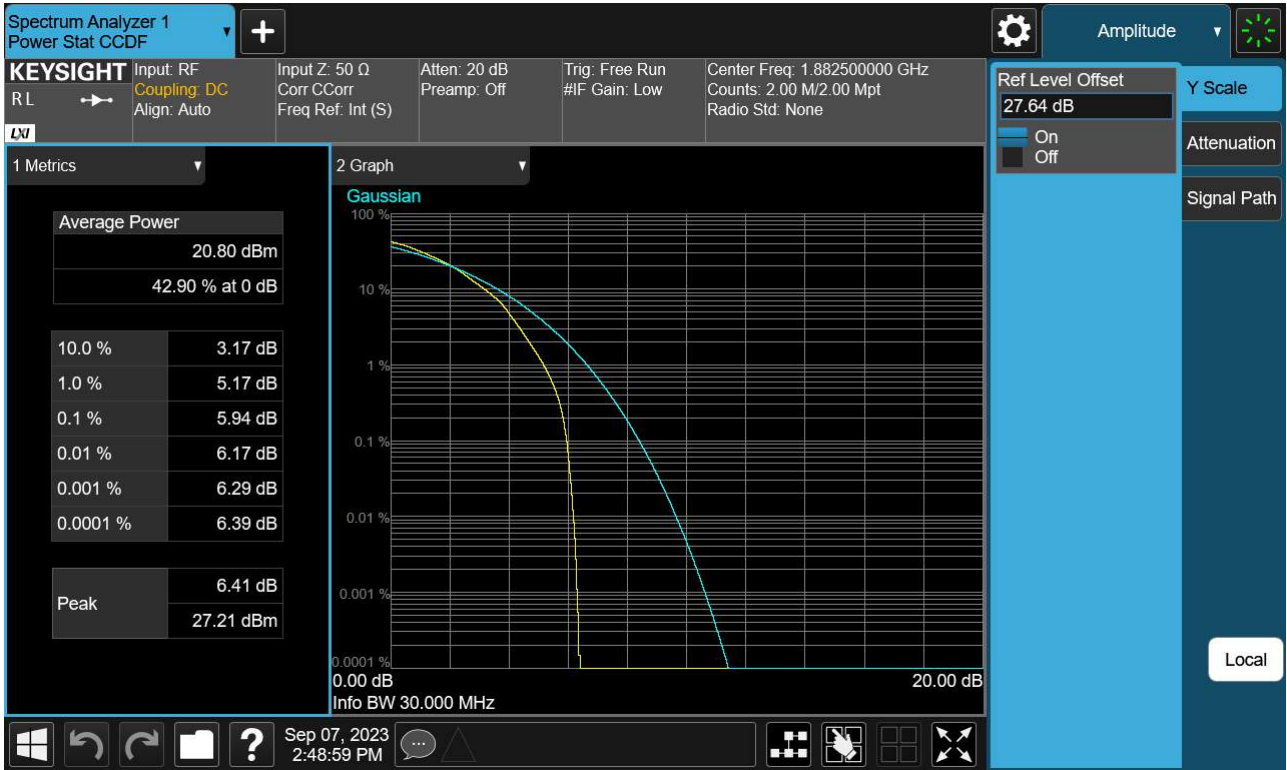 Spectrum Analyzer 1
Power Stat CCDF
▼
+
Amplitude
▼
KEYSIGHT
RL
LXI
Input: RF
Coupling: DC
Align: Auto
Input Z: 50 Ω
Corr CCorr
Freq Ref: Int (S)
Atten: 20 dB
Preamp: Off
Trig: Free Run
#IF Gain: Low
Center Freq: 1.882500000 GHz
Counts: 2.00 M/2.00 Mpt
Radio Std: None
Ref Level Offset
27.64 dB
On
Off
Y Scale
Attenuation
Signal Path
Local
1 Metrics
▼
Average Power
20.80 dBm
42.90 % at 0 dB
10.0 % 3.17 dB
1.0 % 5.17 dB
0.1 % 5.94 dB
0.01 % 6.17 dB
0.001 % 6.29 dB
0.0001 % 6.39 dB
Peak
6.41 dB
27.21 dBm
2 Graph
▼
Gaussian
100 %
10 %
1 %
0.1 %
0.01 %
0.001 %
0.0001 %
0.00 dB 20.00 dB
Info BW 30.000 MHz
?
Sep 07, 2023
2:48:59 PM